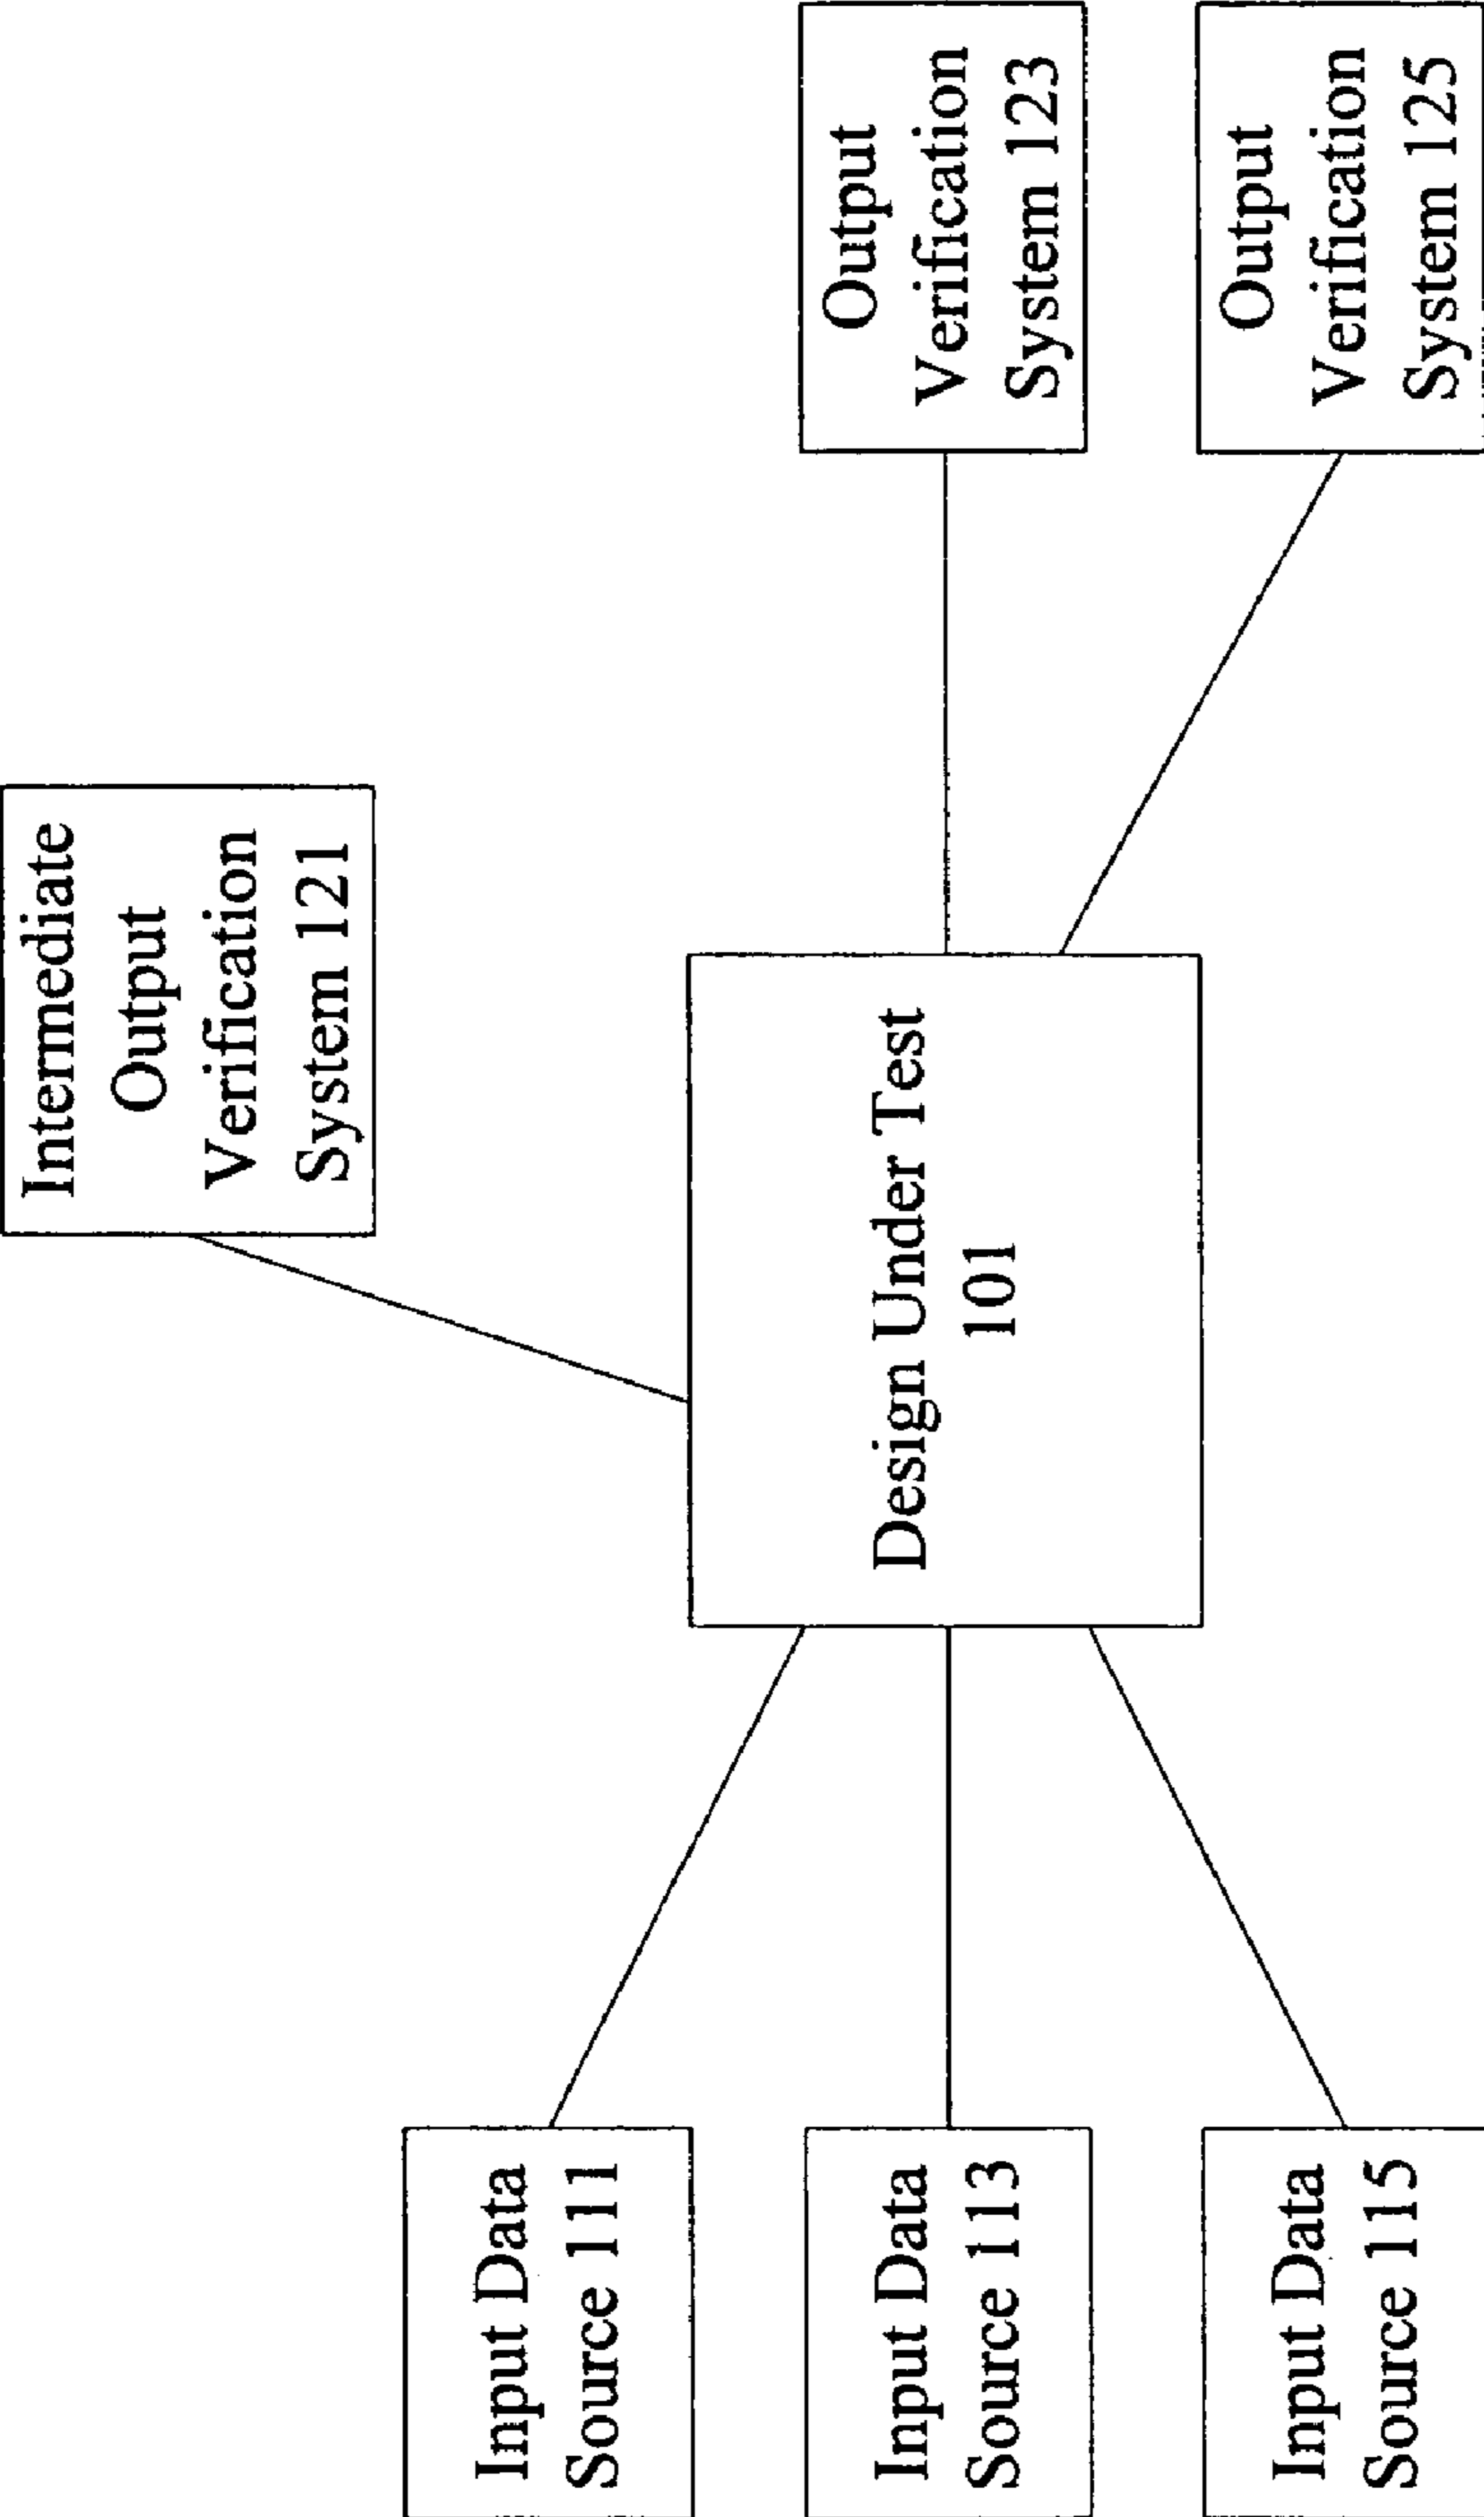 Intermediate
Output
Verification
System 121
Input Data
Source 111
Design Under Test
101
Output
Verification
System 123
Input Data
Source 113
Output
Verification
System 125
Input Data
Source 115